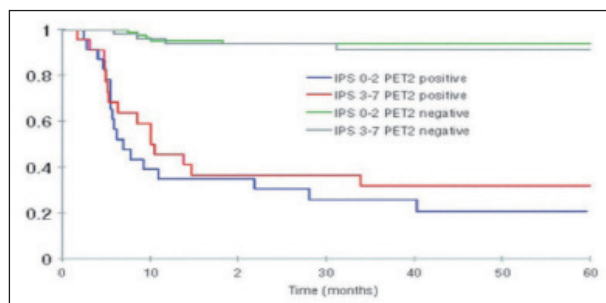 1
0.8
0.6
0.4
0.2
0
IPS 0-2 PET2 positive
IPS 3-7 PET2 positive
IPS 0-2 PET2 negative
IPS 3-7 PET2 negative
0 10 2 30 40 50 60
Time (months)